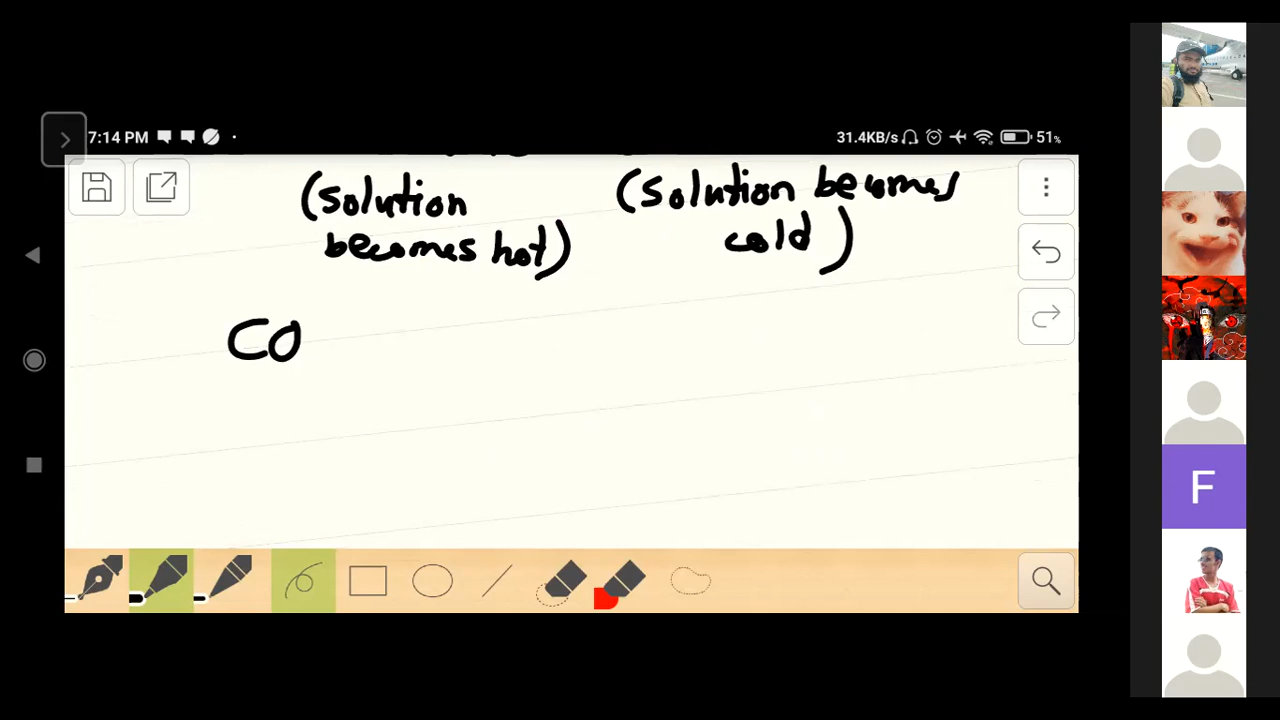 7:14 PM
31.4KB/s
51%
(solution
becomes hot)
(solution becomes
cold)
CO
F